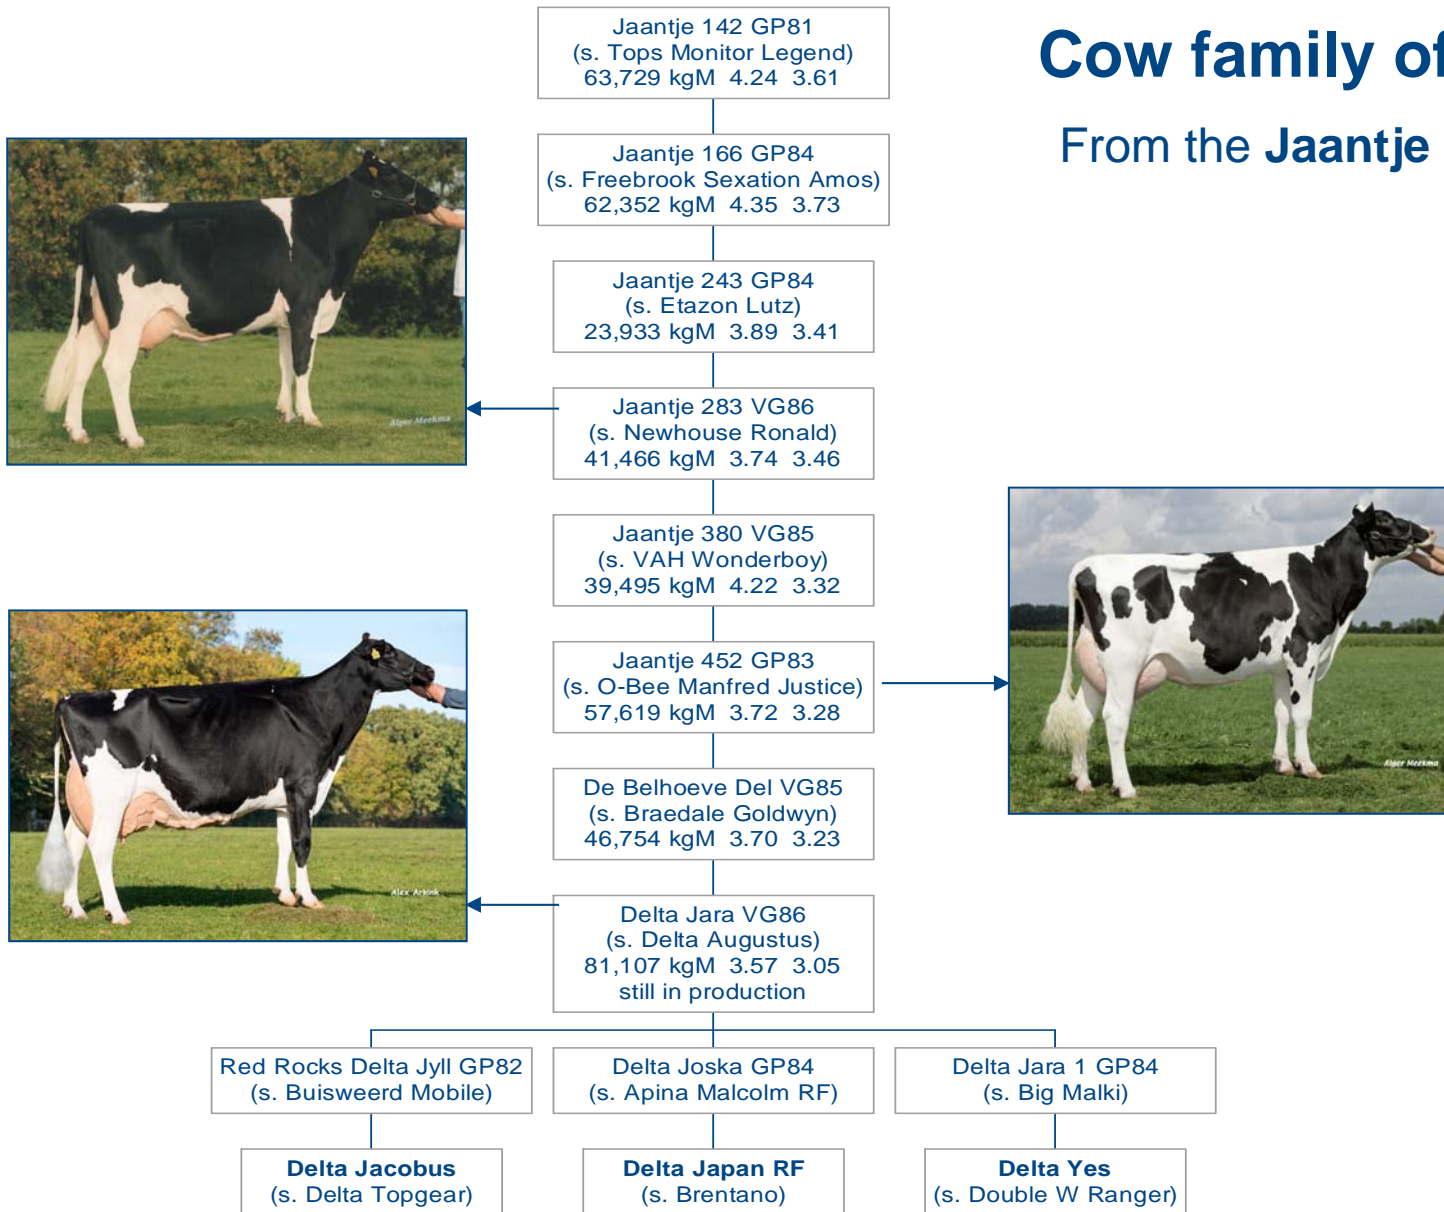 Cow family of
From the Jaantje
Jaantje 142 GP81
(s. Tops Monitor Legend)
63,729 kgM 4.24 3.61
Jaantje 166 GP84
(s. Freebrook Sexation Amos)
62,352 kgM 4.35 3.73
Jaantje 243 GP84
(s. Etazon Lutz)
23,933 kgM 3.89 3.41
Jaantje 283 VG86
(s. Newhouse Ronald)
41,466 kgM 3.74 3.46
Alger Meekma
Jaantje 380 VG85
(s. VAH Wonderboy)
39,495 kgM 4.22 3.32
Jaantje 452 GP83
(s. O-Bee Manfred Justice)
57,619 kgM 3.72 3.28
Alger Meekma
De Belhoeve Del VG85
(s. Braedale Goldwyn)
46,754 kgM 3.70 3.23
Alex Arkink
Delta Jara VG86
(s. Delta Augustus)
81,107 kgM 3.57 3.05
still in production
Red Rocks Delta Jyll GP82
(s. Buisweerd Mobile)
Delta Joska GP84
(s. Apina Malcolm RF)
Delta Jara 1 GP84
(s. Big Malki)
Delta Jacobus
(s. Delta Topgear)
Delta Japan RF
(s. Brentano)
Delta Yes
(s. Double W Ranger)